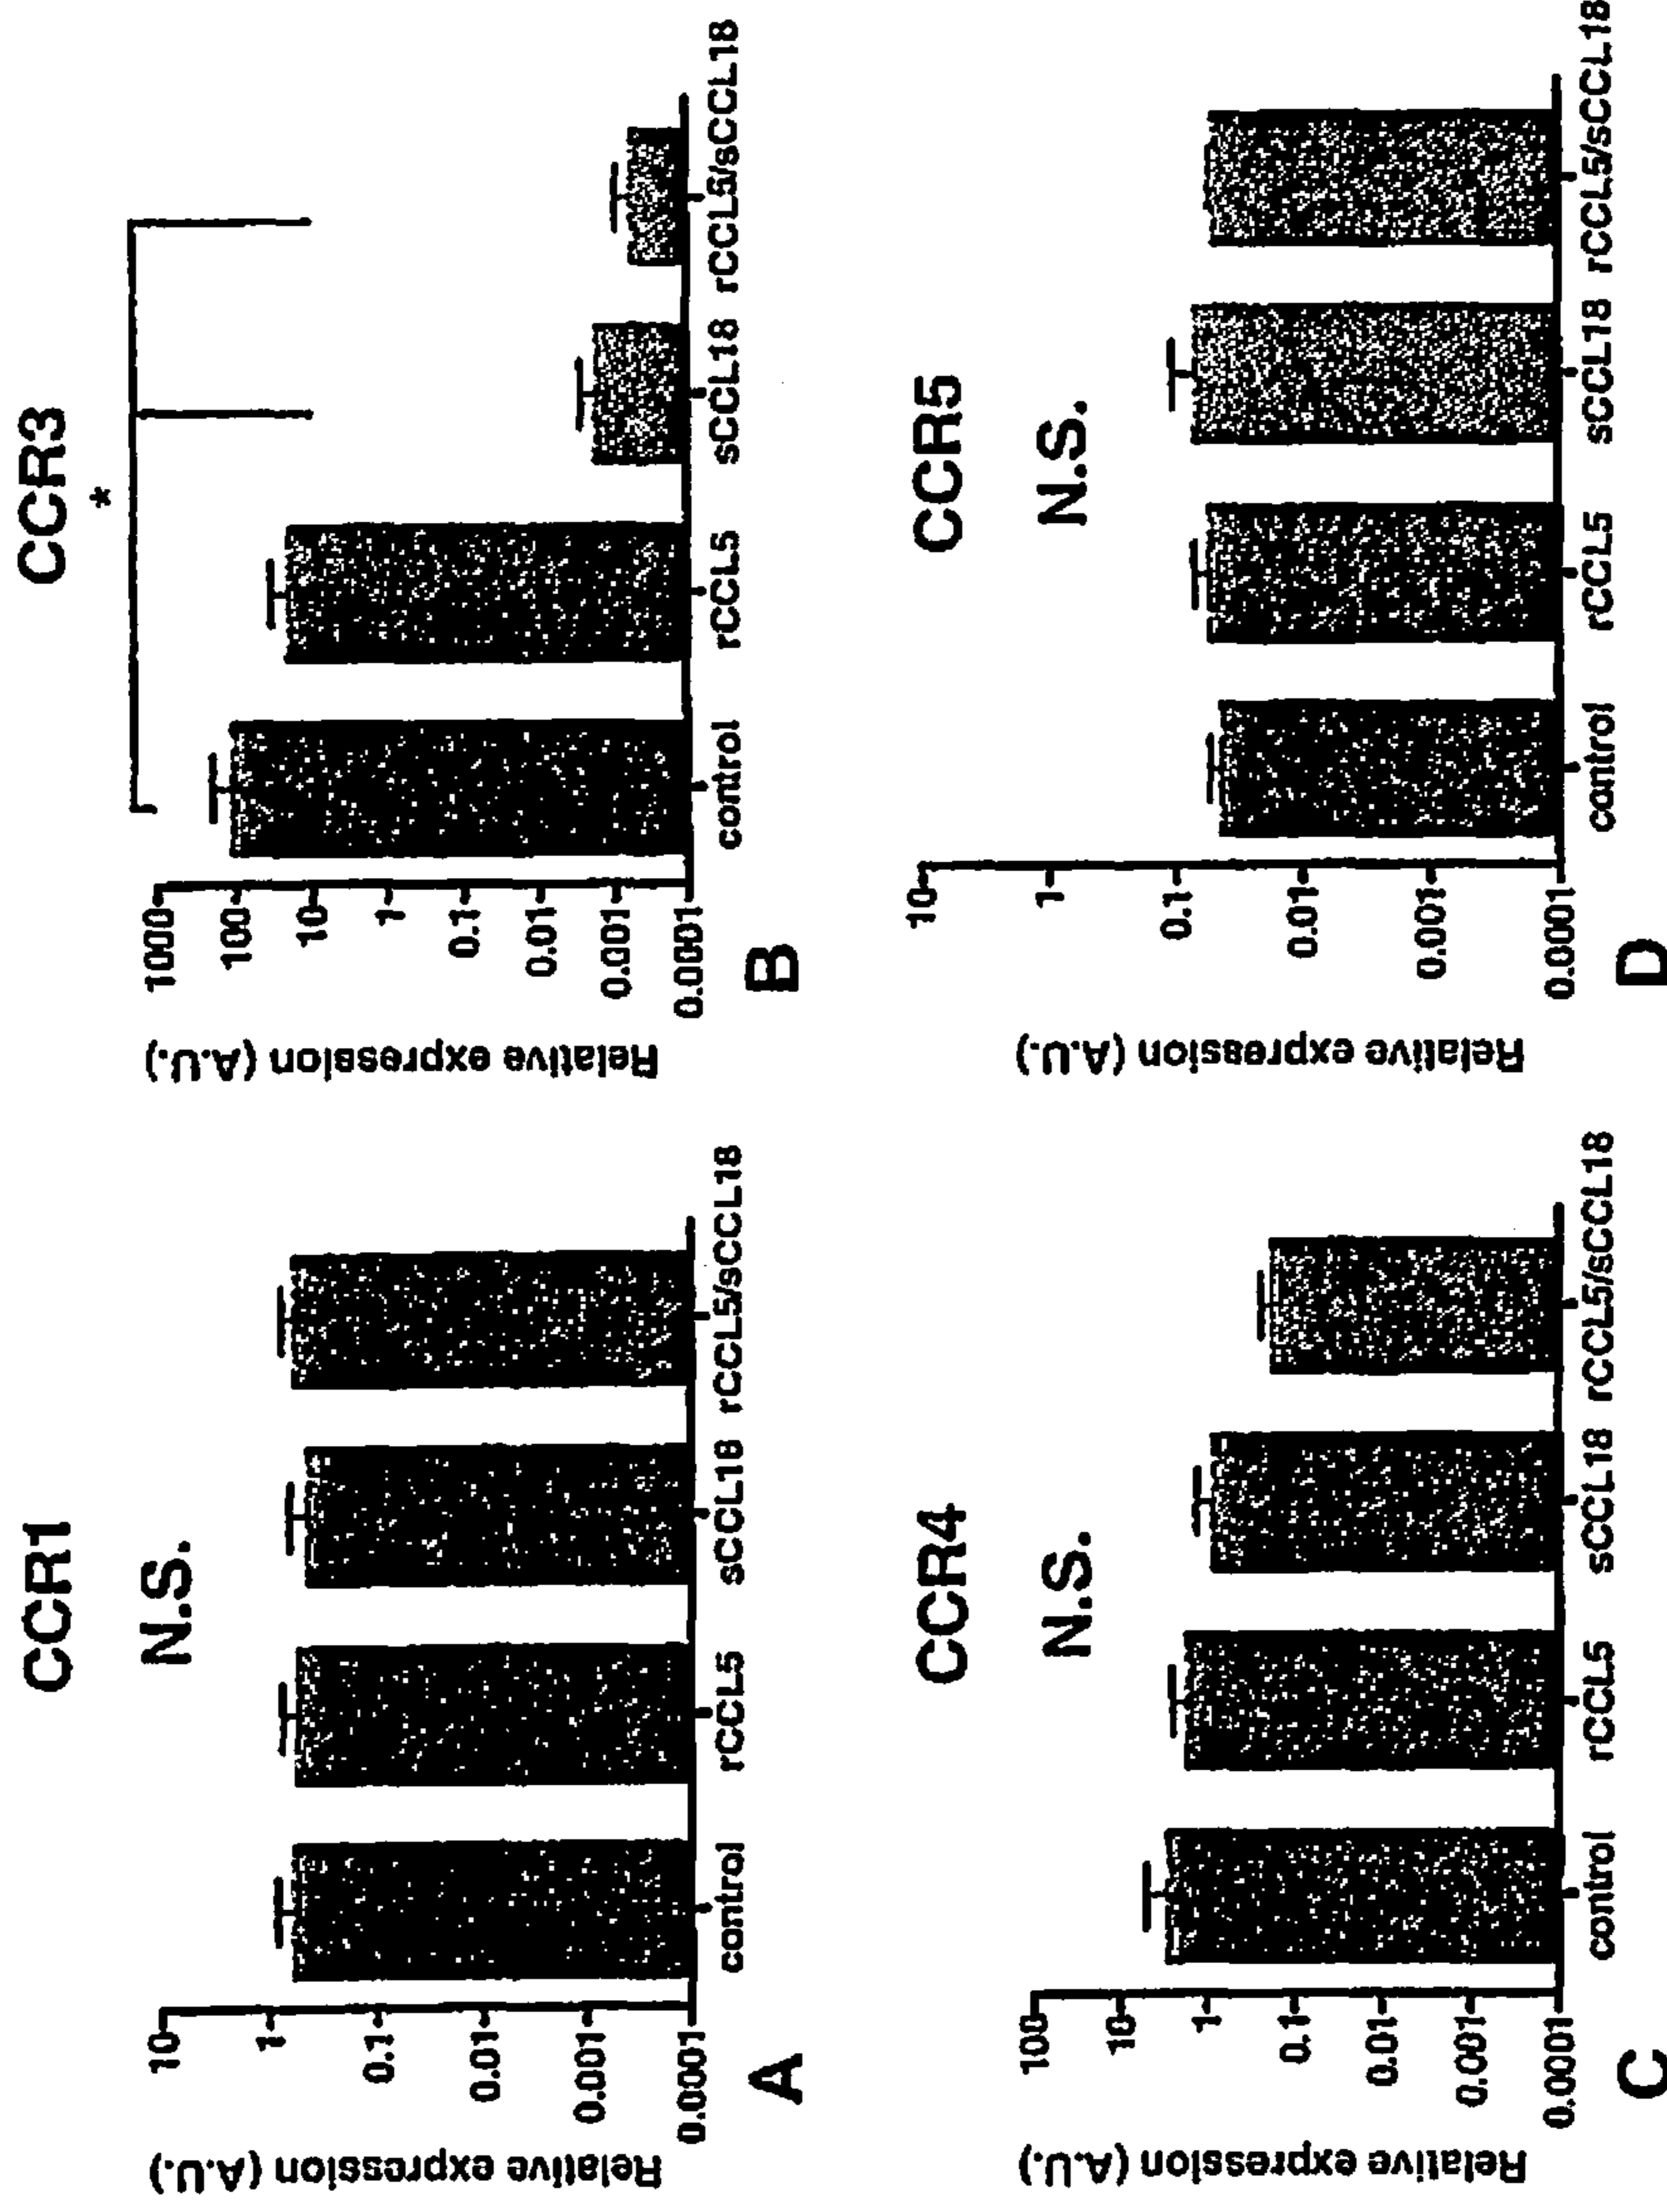 CCR1
N.S.
Relative expression (A.U.)
10
1
0.1
0.01
0.001
0.0001
control
rCCL5
sCCL18
rCCL5/sCCL18
A
CCR3
*
Relative expression (A.U.)
1000
100
10
1
0.1
0.01
0.001
0.0001
control
rCCL5
sCCL18
rCCL5/sCCL18
B
CCR4
N.S.
Relative expression (A.U.)
100
10
1
0.1
0.01
0.001
0.0001
control
rCCL5
sCCL18
rCCL5/sCCL18
C
CCR5
N.S.
Relative expression (A.U.)
10
1
0.1
0.01
0.001
0.0001
control
rCCL5
sCCL18
rCCL5/sCCL18
D